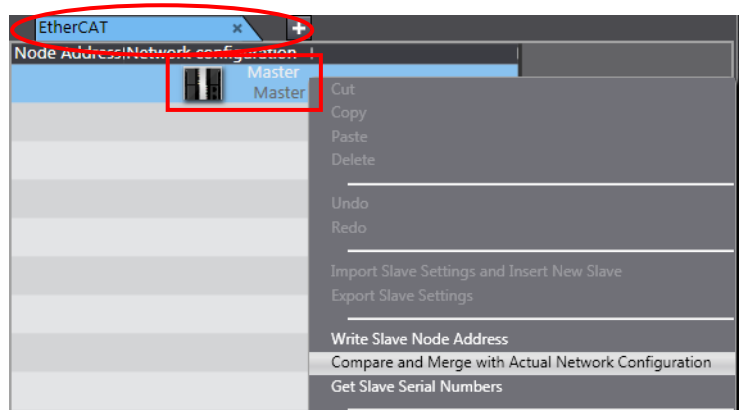 EtherCAT × +
Node Address|Network configuration |
Master
Master
Cut
Copy
Paste
Delete
Undo
Redo
Import Slave Settings and Insert New Slave
Export Slave Settings
Write Slave Node Address
Compare and Merge with Actual Network Configuration
Get Slave Serial Numbers